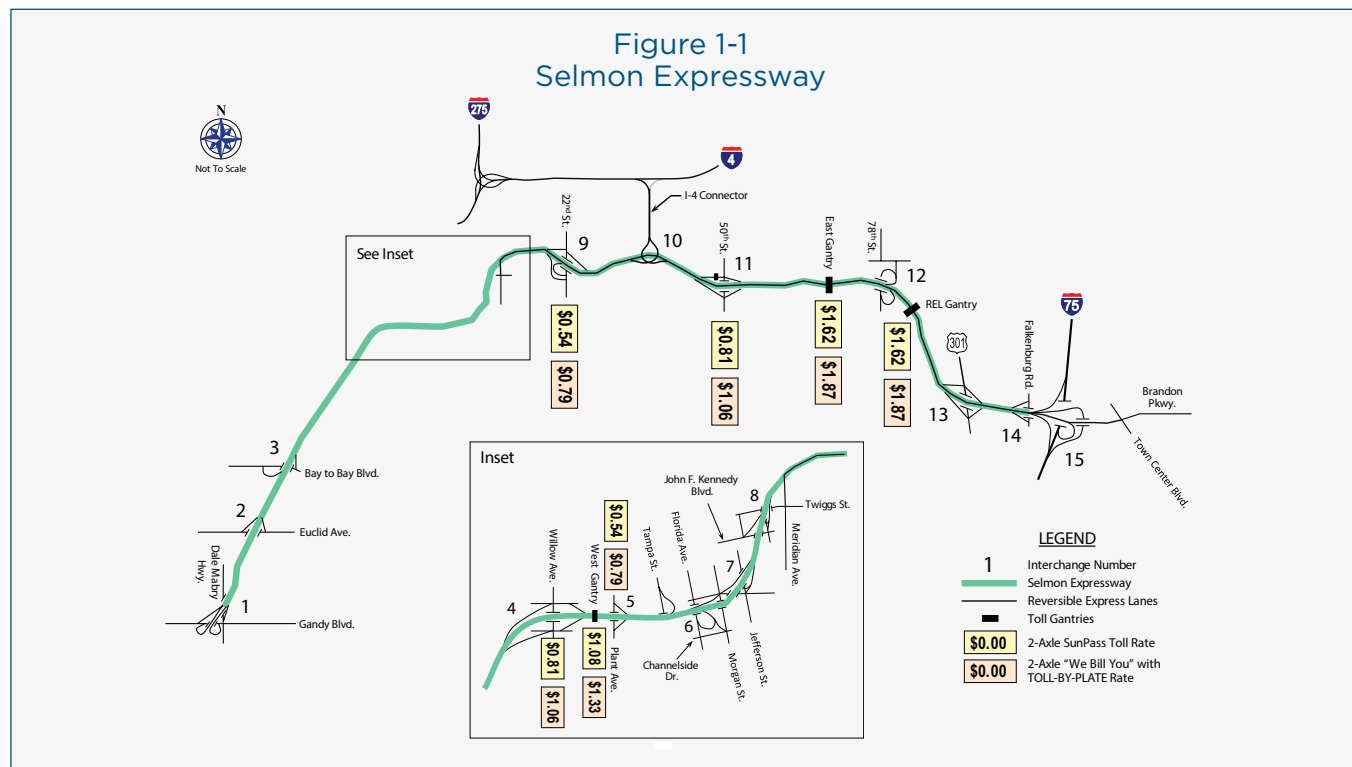 Figure 1-1
Selmon Expressway
N
Not To Scale
275
4
I-4 Connector
22nd St.
9
10
50th St.
11
East Gantry
78th St.
12
REL Gantry
75
See Inset
$0.54
$0.79
$0.81
$1.06
$1.62
$1.87
$1.62
$1.87
301
13
Falkenburg Rd.
14
15
Brandon
Pkwy.
Town Center Blvd.
3
Bay to Bay Blvd.
2
Euclid Ave.
Dale Mabry
Hwy.
1
Gandy Blvd.
Inset
John F. Kennedy
Blvd.
8
Twiggs St.
Meridian Ave.
$0.54
$0.79
Willow Ave.
West Gantry
Tampa St.
Florida Ave.
7
4
5
6
Plant Ave.
Channelside
Dr.
Morgan St.
Jefferson St.
$0.81
$1.06
$1.08
$1.33
LEGEND
1 Interchange Number
Selmon Expressway
Reversible Express Lanes
Toll Gantries
$0.00 2-Axle SunPass Toll Rate
$0.00 2-Axle “We Bill You” with
TOLL-BY-PLATE Rate